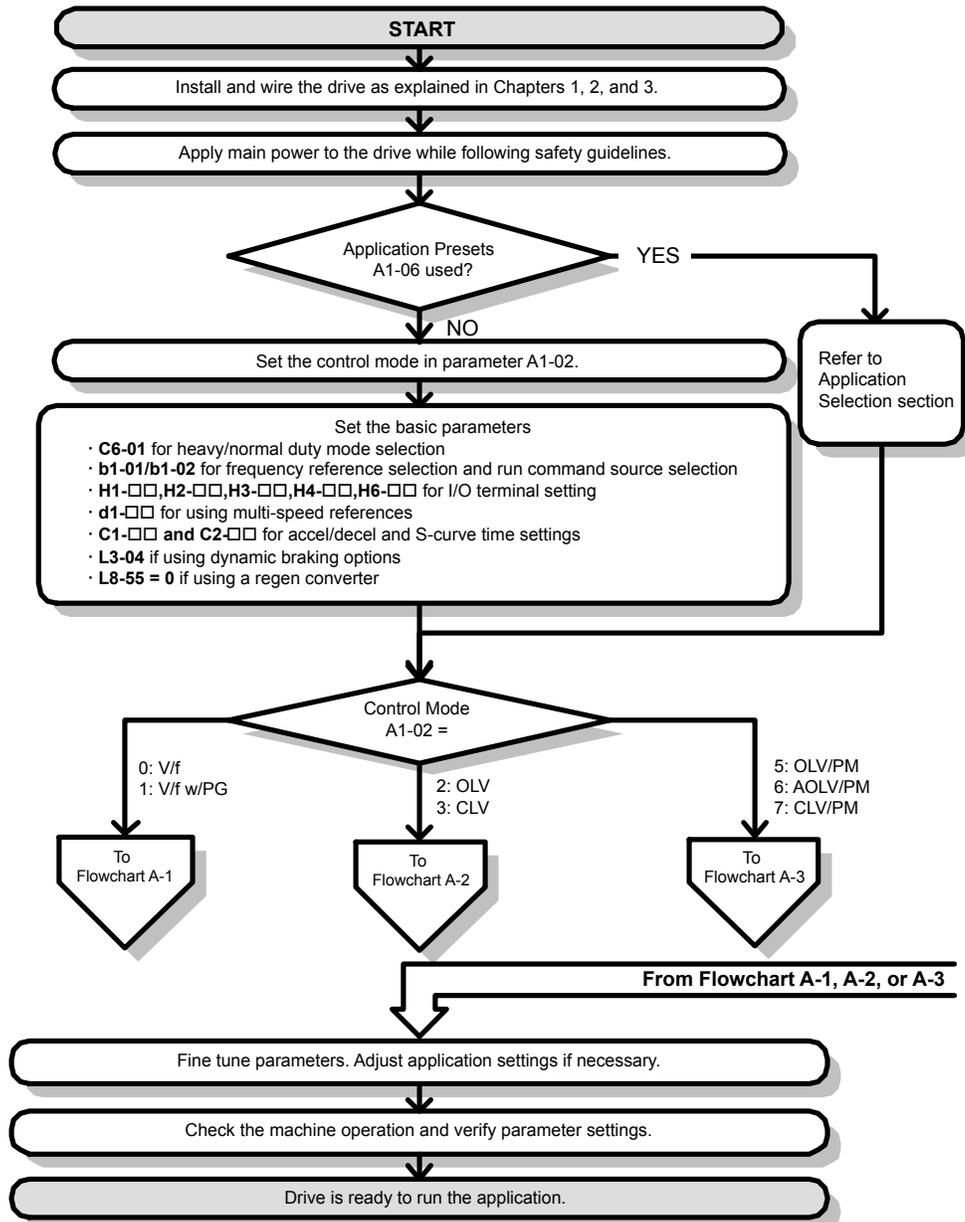 START
Install and wire the drive as explained in Chapters 1, 2, and 3.
Apply main power to the drive while following safety guidelines.
Application Presets
A1-06 used?
YES
NO
Set the control mode in parameter A1-02.
Refer to
Application
Selection section
Set the basic parameters
· C6-01 for heavy/normal duty mode selection
· b1-01/b1-02 for frequency reference selection and run command source selection
· H1-□□,H2-□□,H3-□□,H4-□□,H6-□□ for I/O terminal setting
· d1-□□ for using multi-speed references
· C1-□□ and C2-□□ for accel/decel and S-curve time settings
· L3-04 if using dynamic braking options
· L8-55 = 0 if using a regen converter
Control Mode
A1-02 =
0: V/f
1: V/f w/PG
2: OLV
3: CLV
5: OLV/PM
6: AOLV/PM
7: CLV/PM
To
Flowchart A-1
To
Flowchart A-2
To
Flowchart A-3
From Flowchart A-1, A-2, or A-3
Fine tune parameters. Adjust application settings if necessary.
Check the machine operation and verify parameter settings.
Drive is ready to run the application.